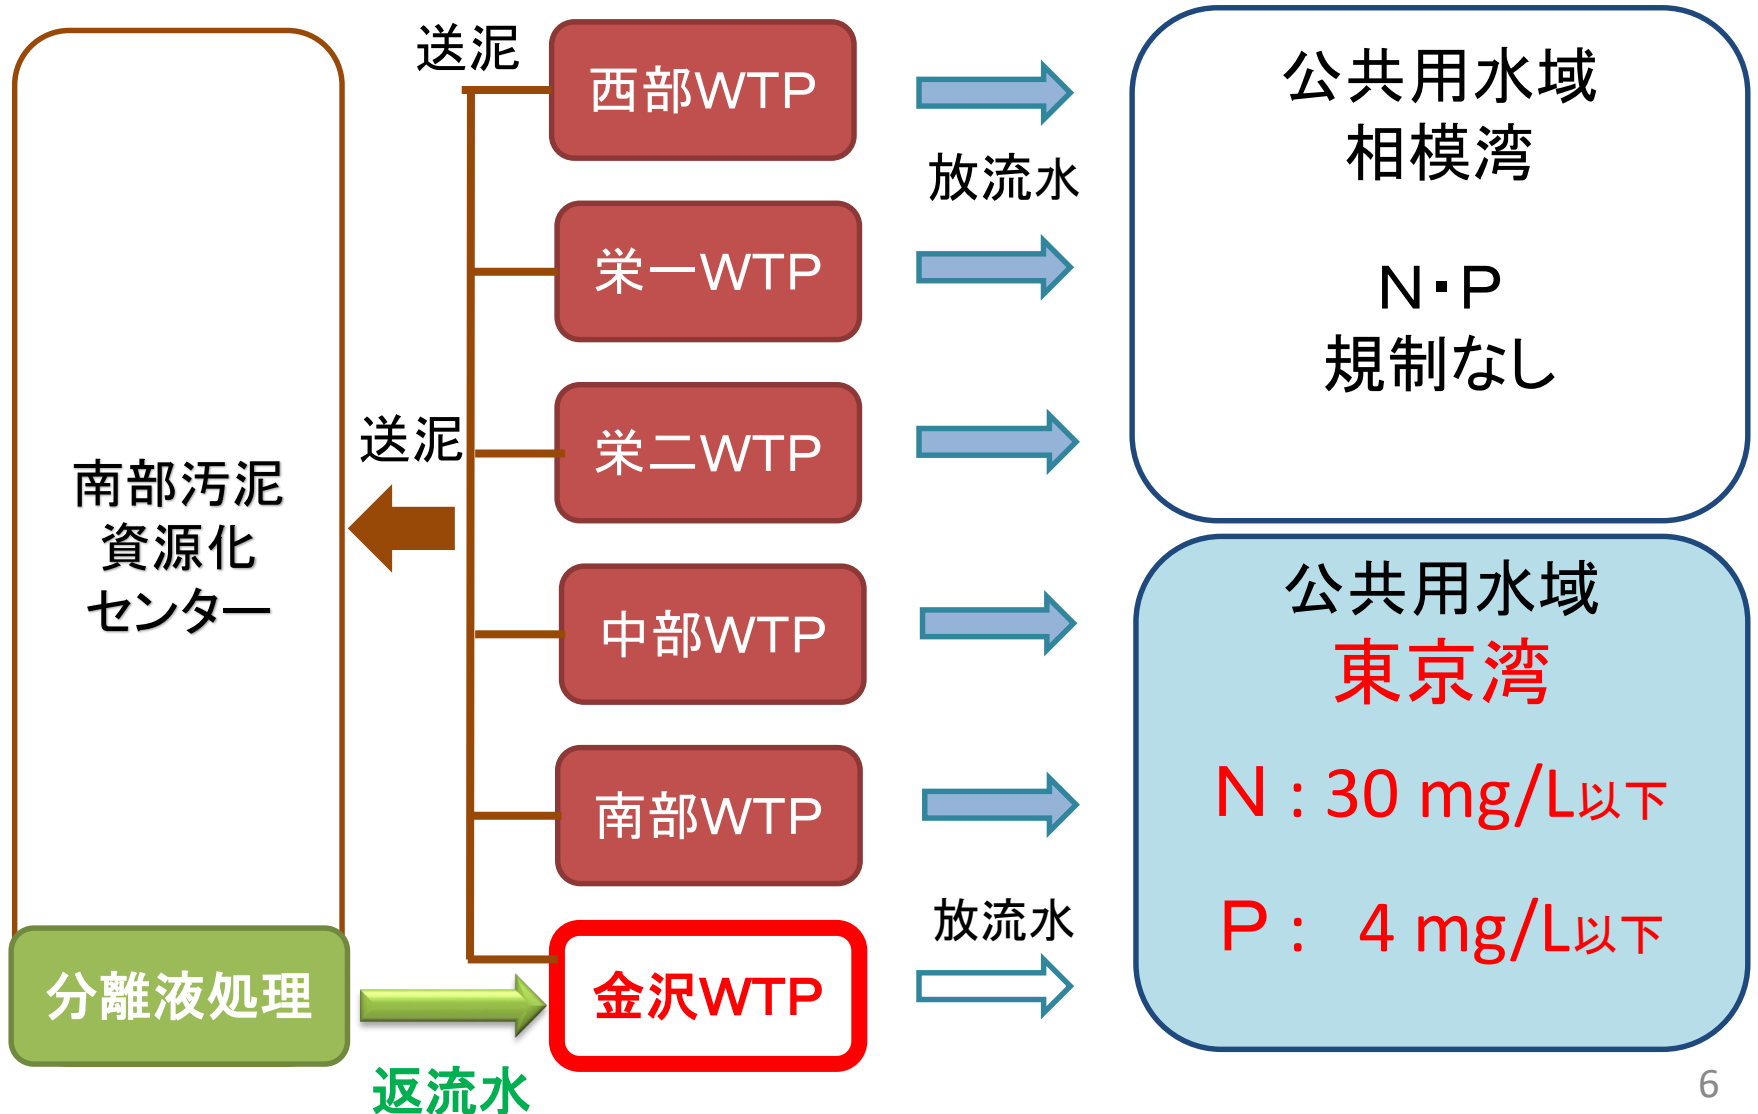 送泥
西部WTP
公共用水域
相模湾
放流水
栄一WTP
N・P
規制なし
送泥
栄二WTP
南部汚泥
資源化
センター
中部WTP
公共用水域
東京湾
南部WTP
N : 30 mg/L以下
放流水
P : 4 mg/L以下
分離液処理
金沢WTP
返流水
6